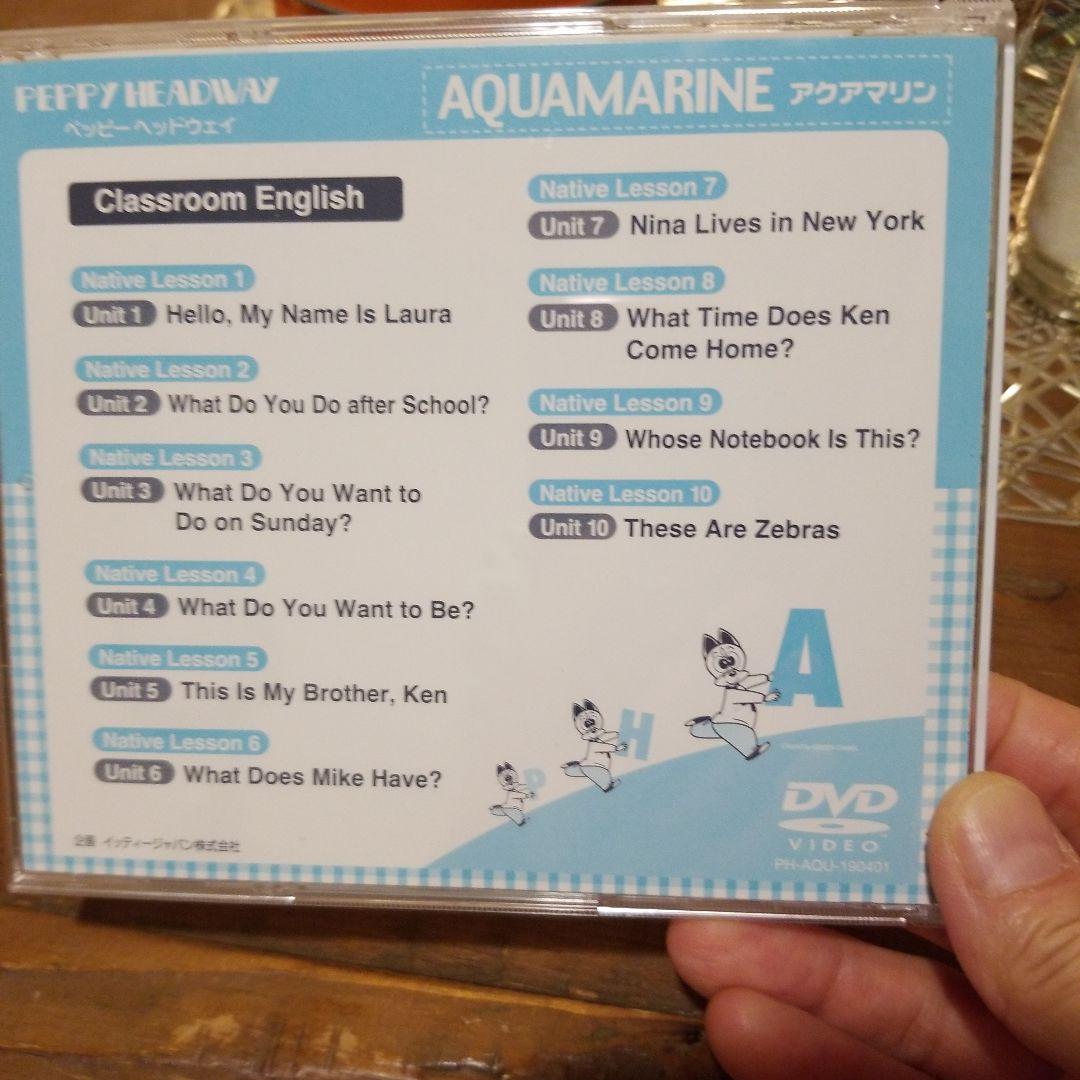 PEPPY HEADWAY
ペッピーヘッドウェイ
AQUAMARINE アクアマリン
Classroom English
Native Lesson 1
Unit 1 Hello, My Name Is Laura
Native Lesson 2
Unit 2 What Do You Do after School?
Native Lesson 3
Unit 3 What Do You Want to
Do on Sunday?
Native Lesson 4
Unit 4 What Do You Want to Be?
Native Lesson 5
Unit 5 This Is My Brother, Ken
Native Lesson 6
Unit 6 What Does Mike Have?
Native Lesson 7
Unit 7 Nina Lives in New York
Native Lesson 8
Unit 8 What Time Does Ken
Come Home?
Native Lesson 9
Unit 9 Whose Notebook Is This?
Native Lesson 10
Unit 10 These Are Zebras
P
H
A
企画 イッティージャパン株式会社
DVD
VIDEO
PH-AQU-190401